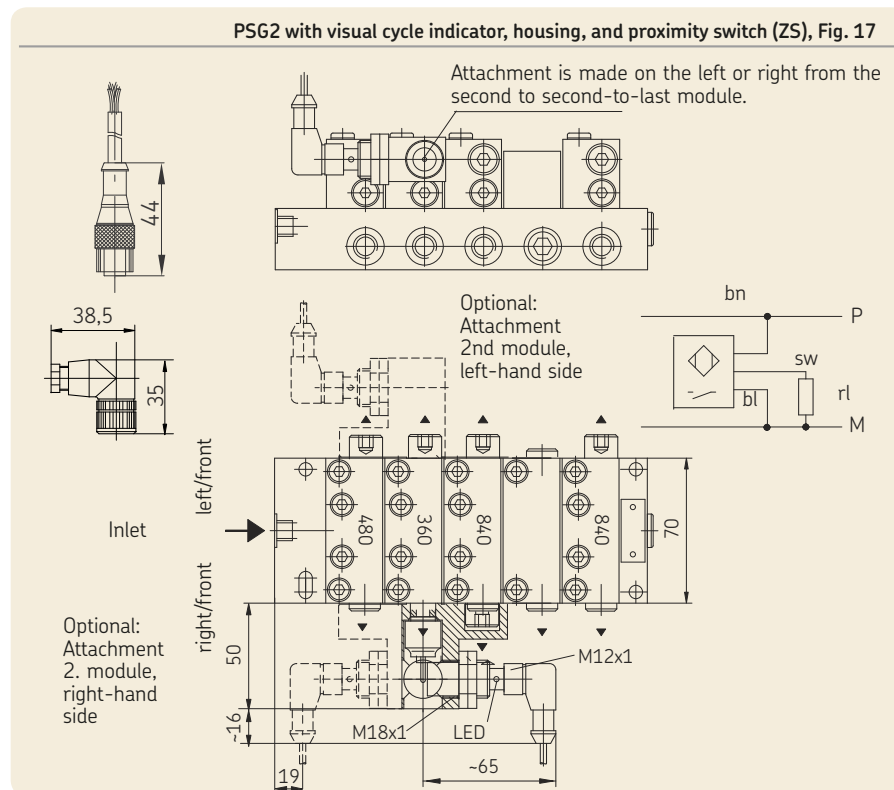 PSG2 with visual cycle indicator, housing, and proximity switch (ZS), Fig. 17
Attachment is made on the left or right from the
second to second-to-last module.
44
38,5
35
Optional:
Attachment
2nd module,
left-hand side
bn
P
sw
bl
rl
M
left/front
Inlet
right/front
480
360
840
840
70
Optional:
Attachment
2. module,
right-hand
side
50
~16
19
M18x1
LED
M12x1
~65